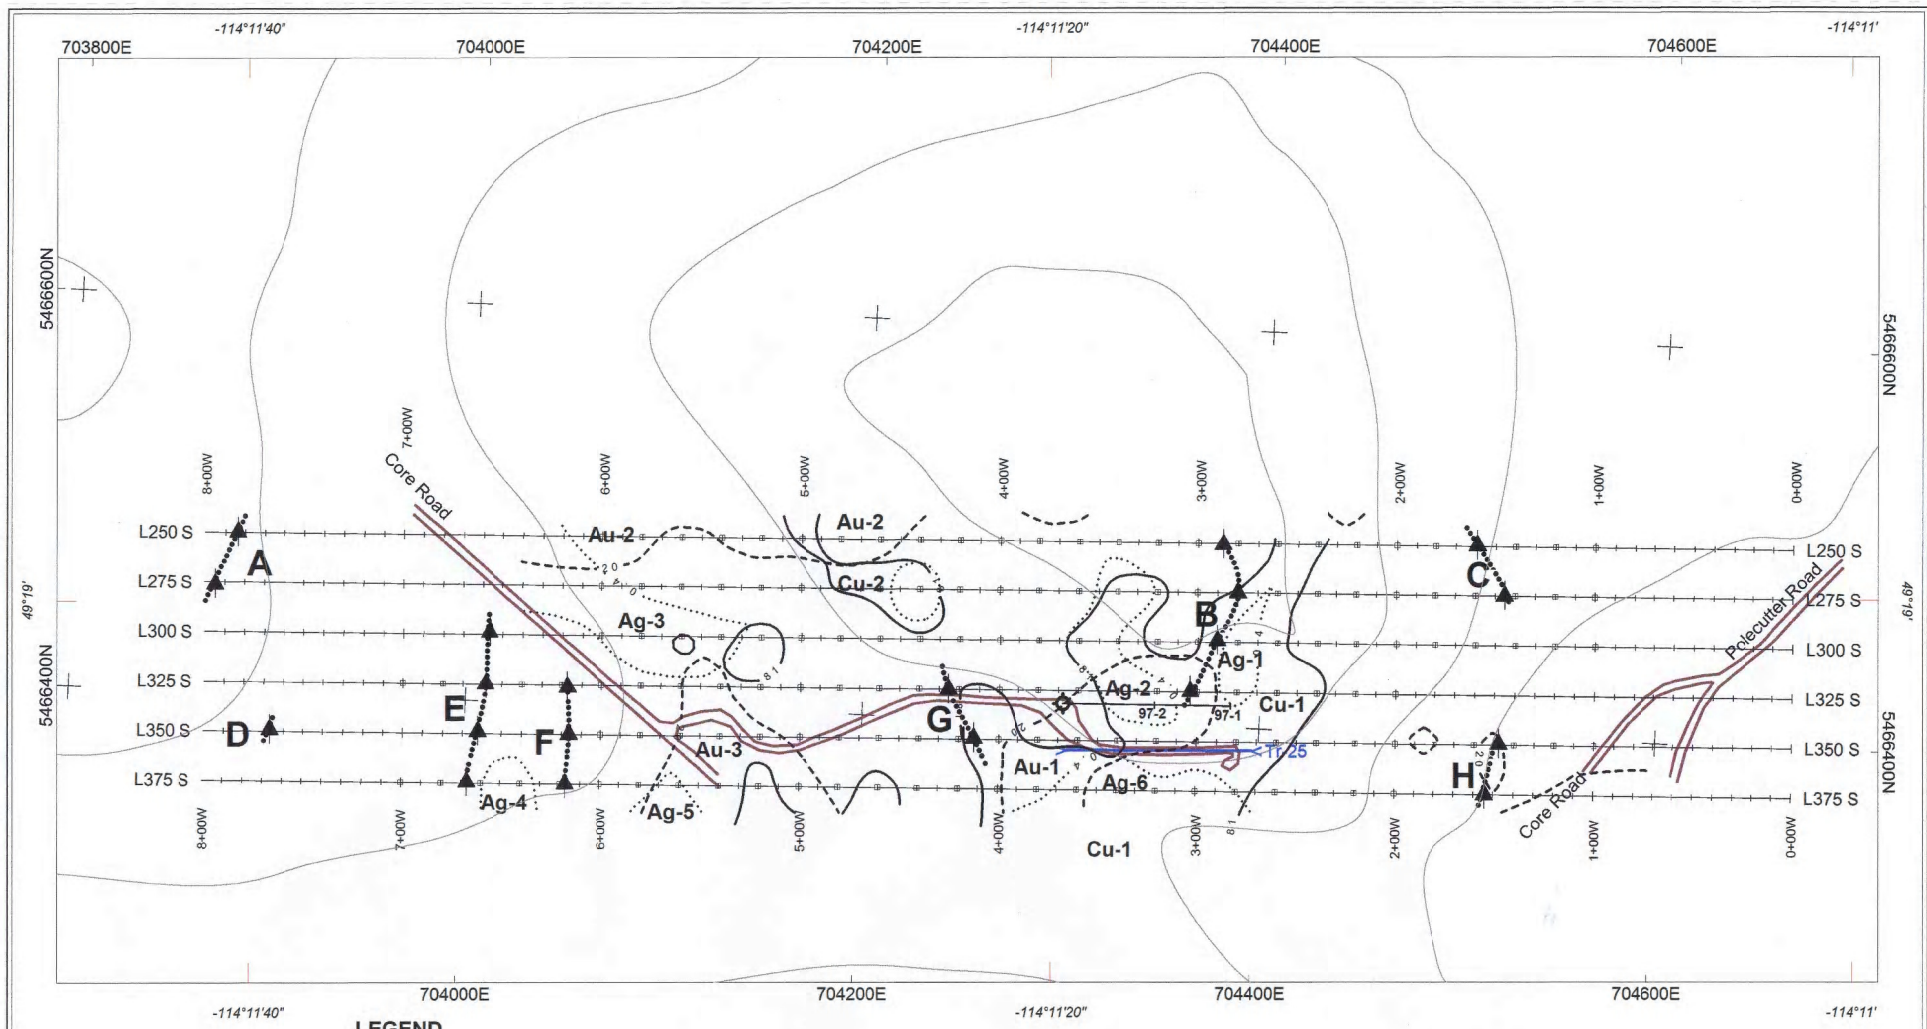 -114°11'40" -114°11'20" -114°11'
703800E 704000E 704200E 704400E 704600E
5466600N
5466600N
49°19'
49°19'
5466400N
5466400N
8+00W 7+00W 6+00W 5+00W 4+00W 3+00W 2+00W 1+00W 0+00W
Core Road
L250 S Au-2 Au-2 L250 S
A C
L275 S Cu-2 L275 S
Polecutter Road
L300 S Ag-3 B L300 S
Ag-1
L325 S Ag-2 Cu-1 L325 S
97-2 97-1
E G
L350 S D F Au-3 Tr 25 L350 S
Au-1
L375 S Ag-4 Ag-5 Ag-6 H L375 S
Core Road
8+00W 7+00W 6+00W 5+00W 4+00W 3+00W 2+00W 1+00W 0+00W
Cu-1
704000E 704200E 704400E 704600E
-114°11'40" -114°11'20" -114°11'
LEGEND